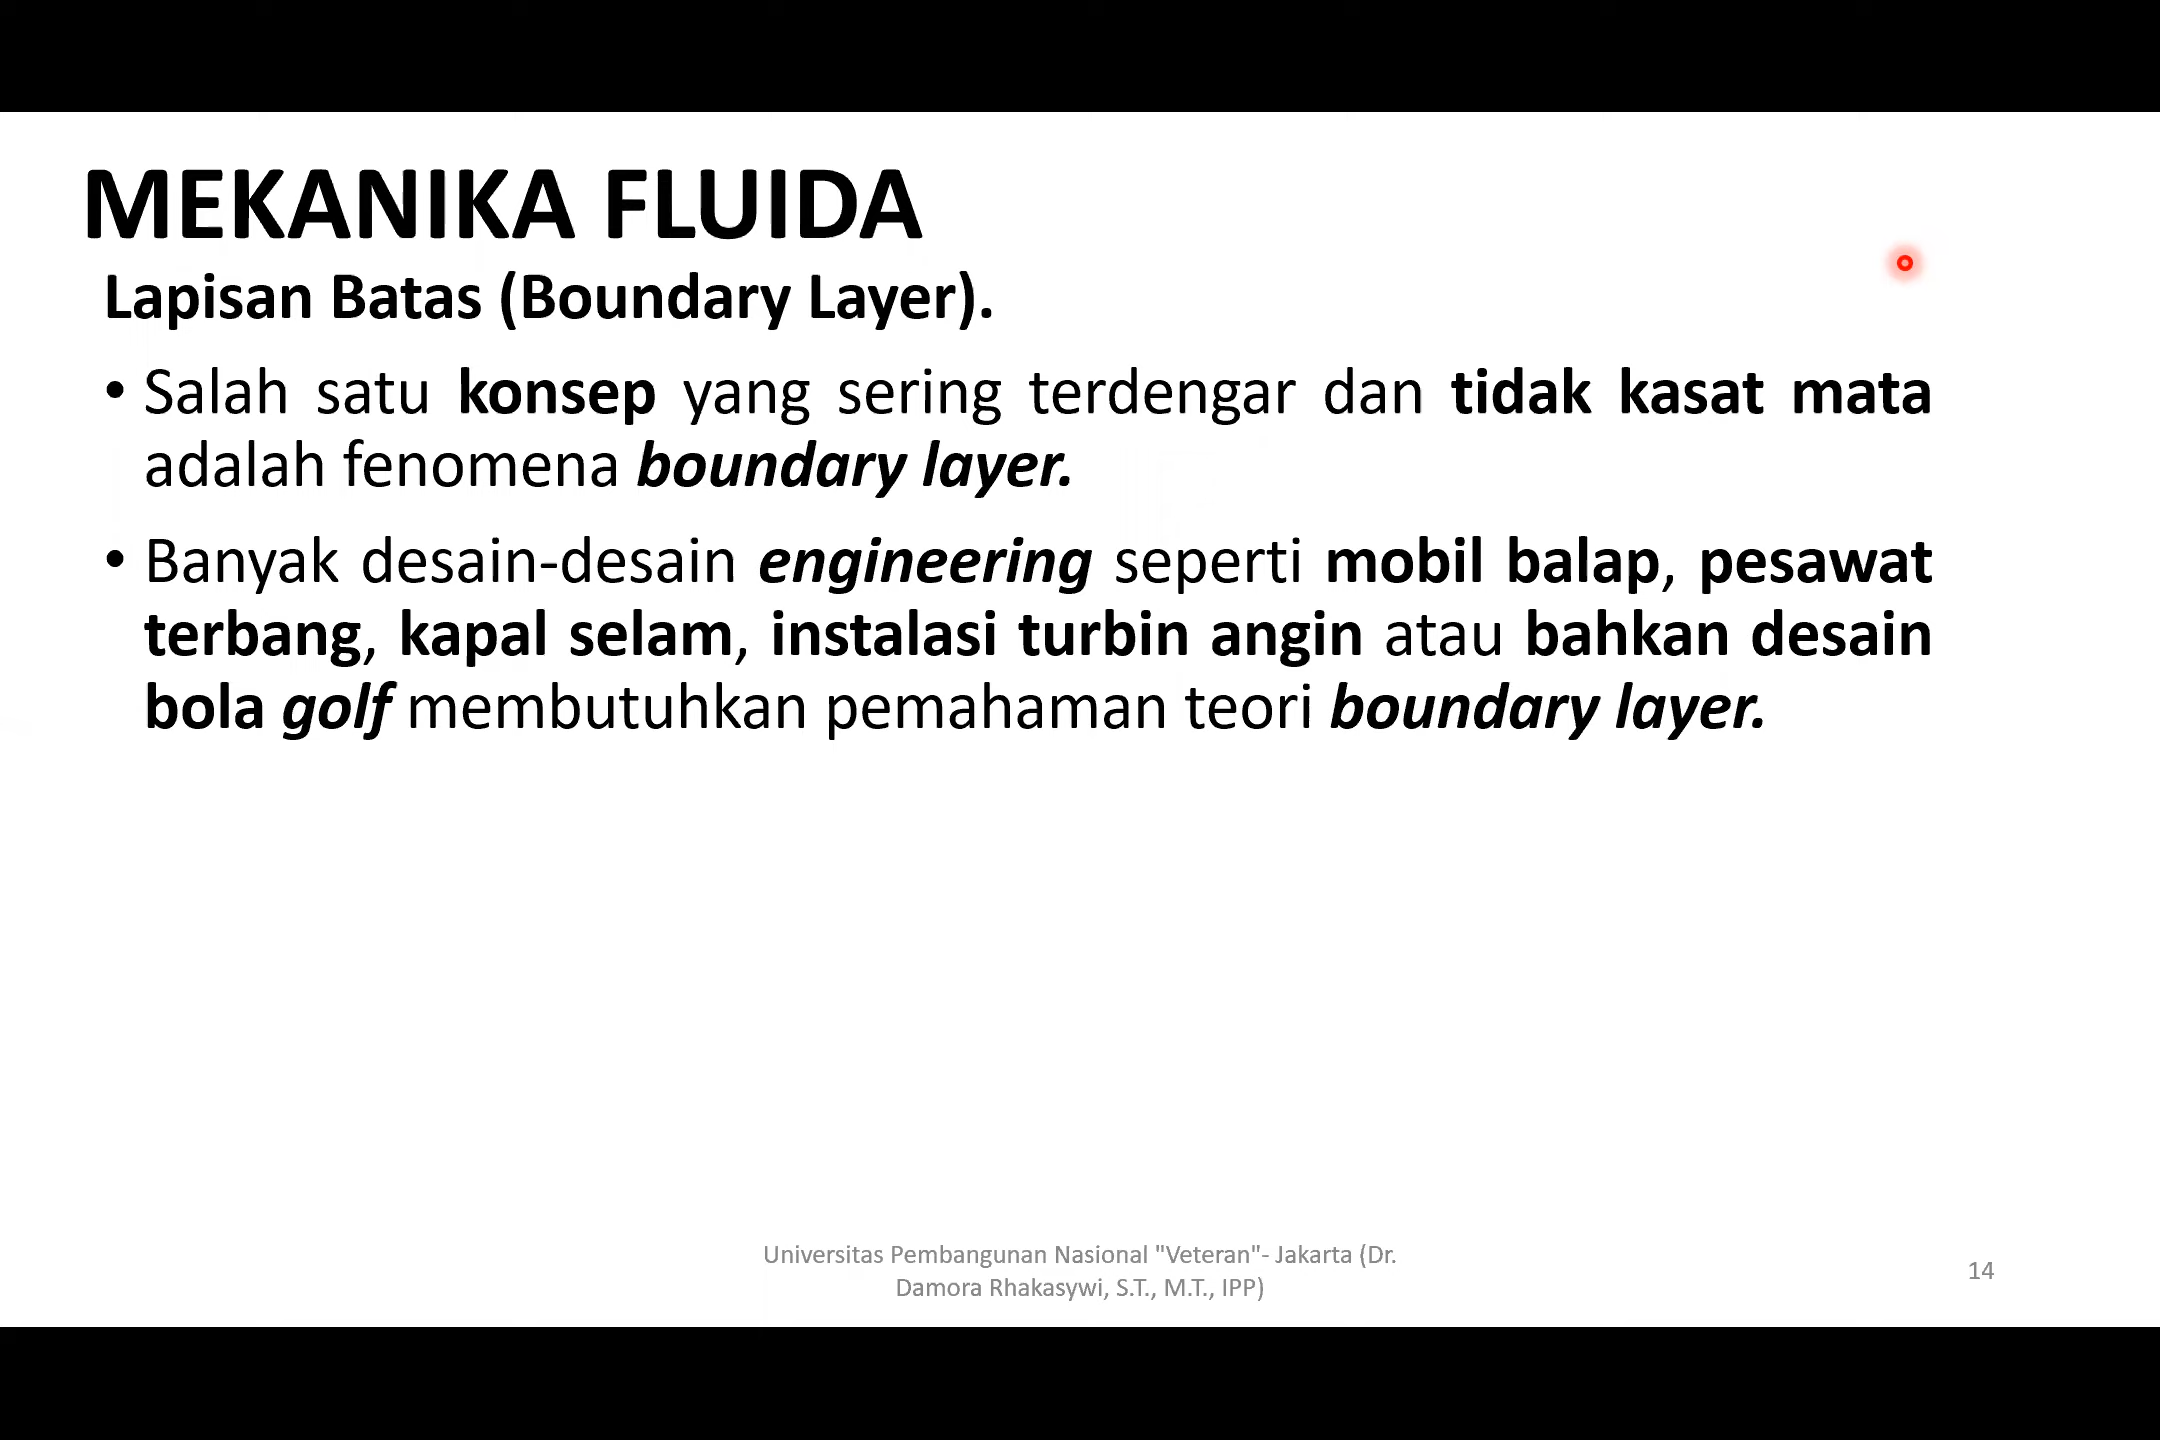 MEKANIKA FLUIDA
Lapisan Batas (Boundary Layer).
• Salah satu konsep yang sering terdengar dan tidak kasat mata
adalah fenomena boundary layer.
• Banyak desain-desain engineering seperti mobil balap, pesawat
terbang, kapal selam, instalasi turbin angin atau bahkan desain
bola golf membutuhkan pemahaman teori boundary layer.
Universitas Pembangunan Nasional "Veteran"- Jakarta (Dr.
Damora Rhakasywi, S.T., M.T., IPP)
14